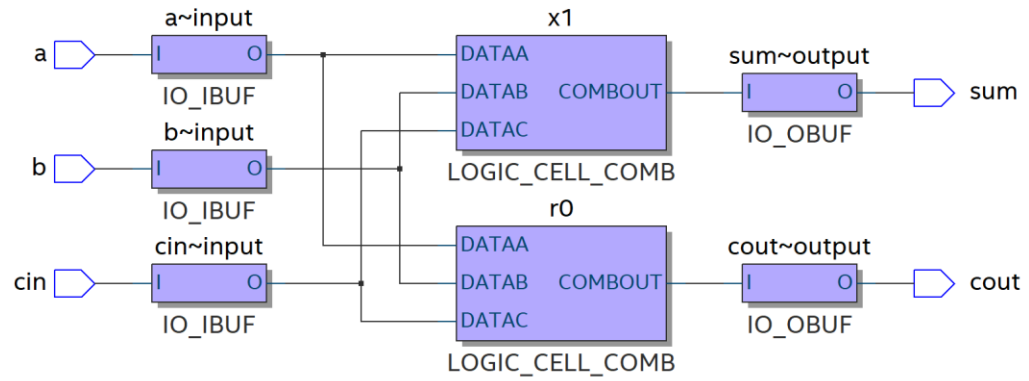 a~input
x1
a
I
O
DATAA
sum~output
IO_IBUF
DATAB
COMBOUT
I
O
sum
b~input
DATAC
IO_OBUF
b
I
O
LOGIC_CELL_COMB
IO_IBUF
r0
cin~input
DATAA
cout~output
cin
I
O
DATAB
COMBOUT
I
O
cout
IO_IBUF
DATAC
IO_OBUF
LOGIC_CELL_COMB